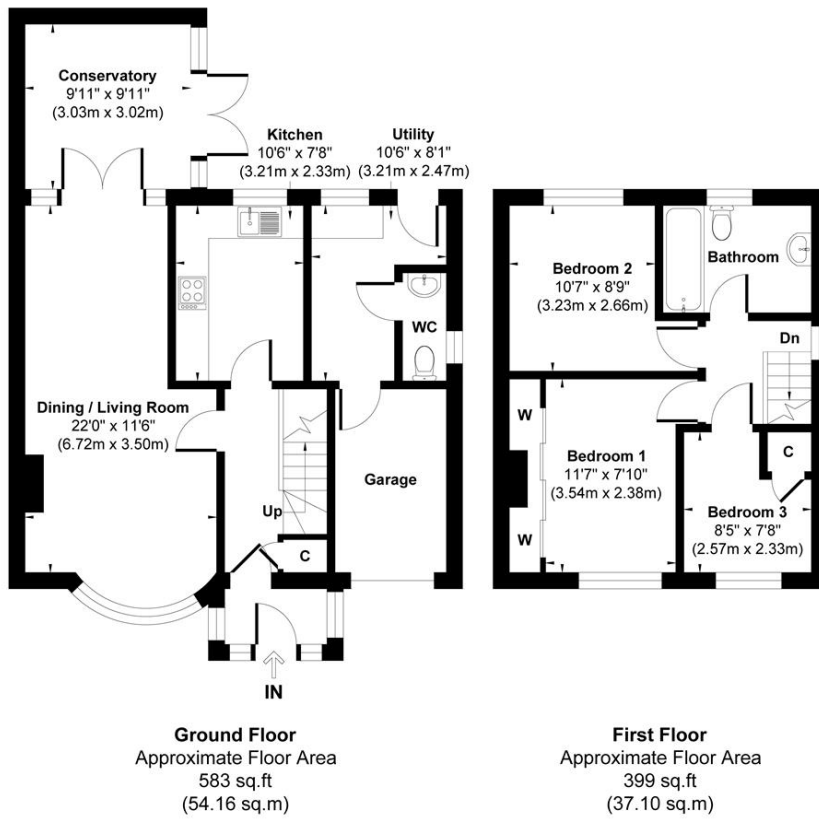 Conservatory
9'11" x 9'11"
(3.03m x 3.02m)
Kitchen
10'6" x 7'8"
(3.21m x 2.33m)
Utility
10'6" x 8'1"
(3.21m x 2.47m)
WC
Dining / Living Room
22'0" x 11'6"
(6.72m x 3.50m)
Garage
Up
C
IN
Ground Floor
Approximate Floor Area
583 sq.ft
(54.16 sq.m)
Bedroom 2
10'7" x 8'9"
(3.23m x 2.66m)
Bathroom
Dn
W
Bedroom 1
11'7" x 7'10"
(3.54m x 2.38m)
W
C
Bedroom 3
8'5" x 7'8"
(2.57m x 2.33m)
First Floor
Approximate Floor Area
399 sq.ft
(37.10 sq.m)